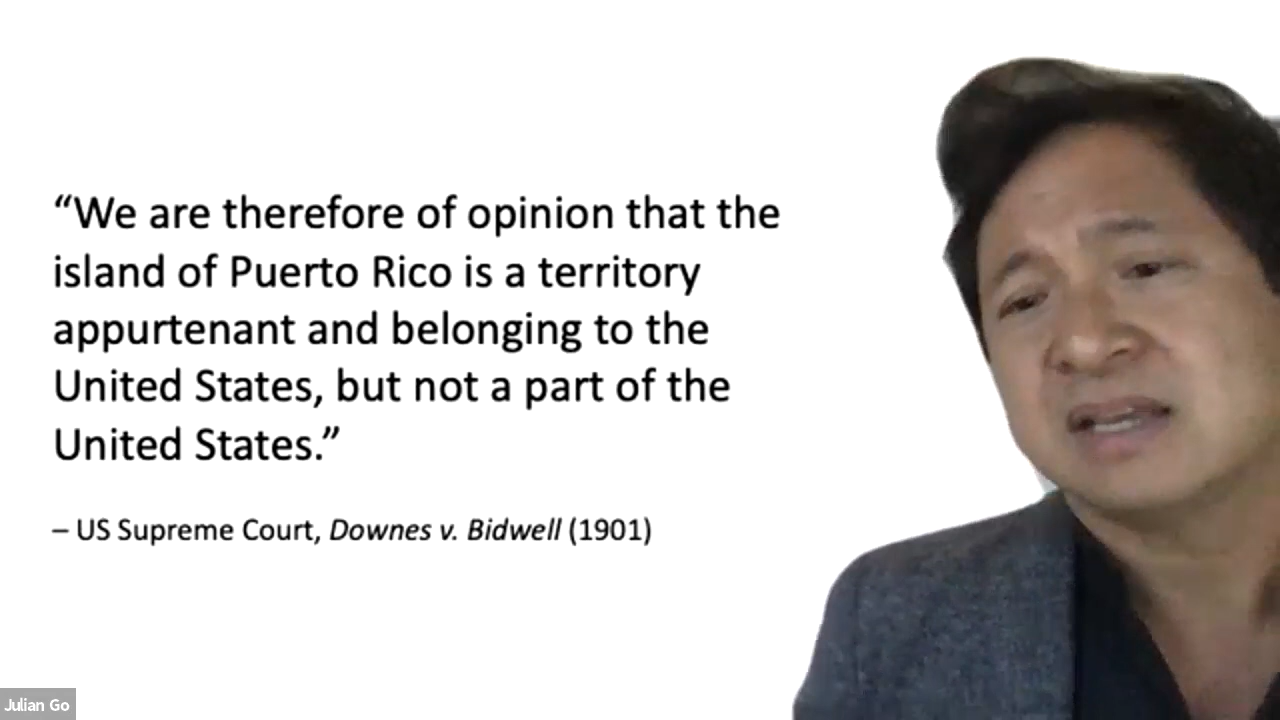 “We are therefore of opinion that the
island of Puerto Rico is a territory
appurtenant and belonging to the
United States, but not a part of the
United States.”
– US Supreme Court, Downes v. Bidwell (1901)
Julian Go